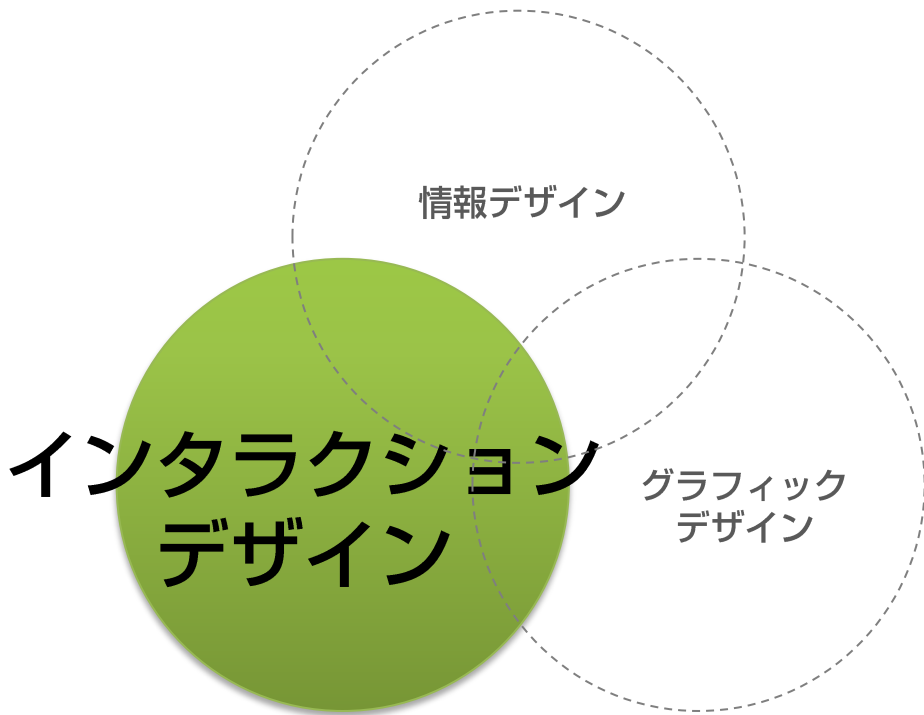 情報デザイン
インタラクション
デザイン
グラフィック
デザイン